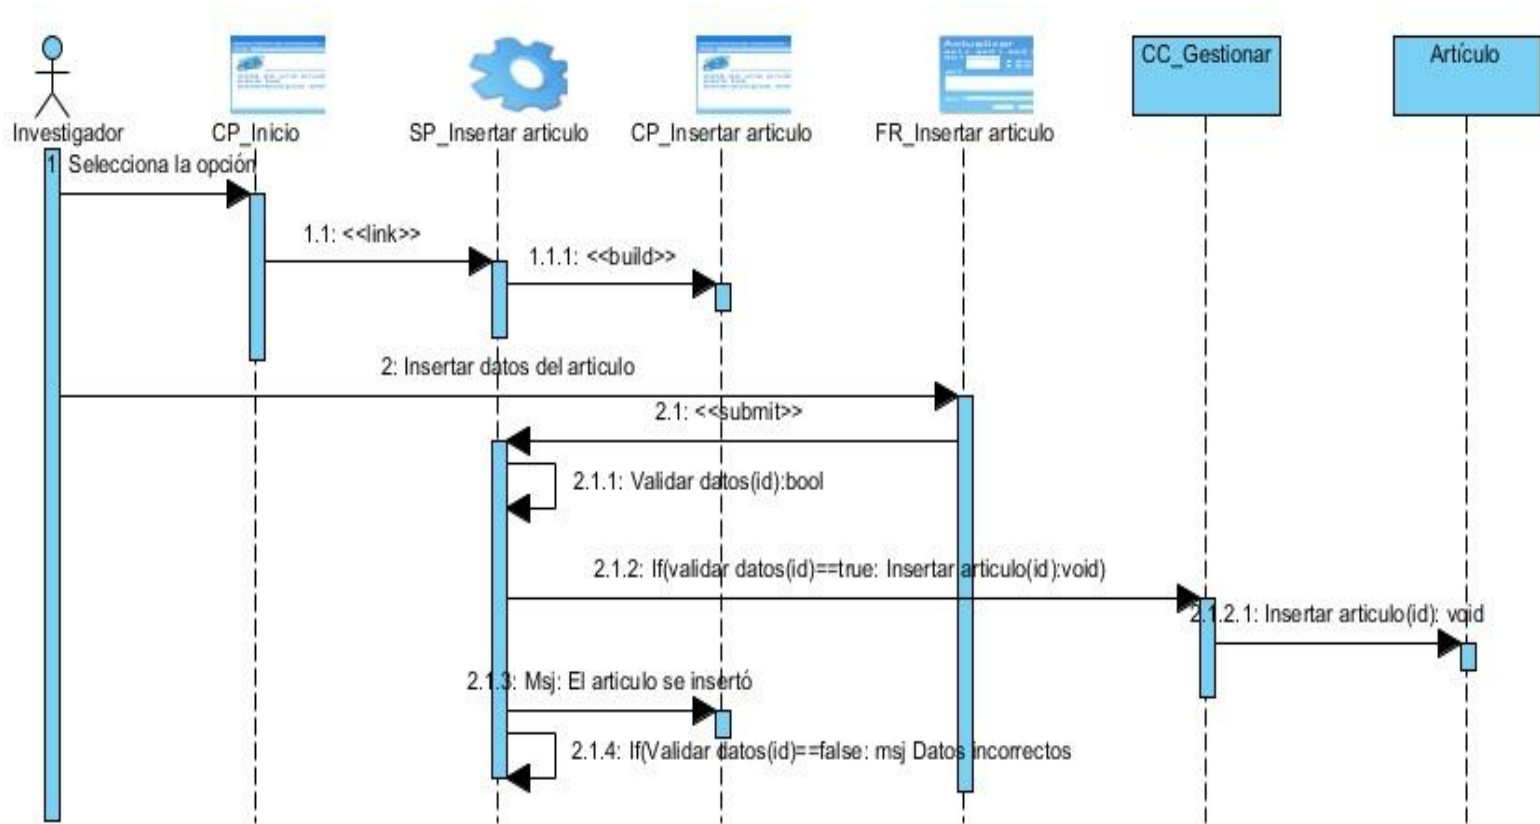 CC_Gestionar
Artículo
Actualizar
Investigador
CP_Inicio
SP_Insertar articulo
CP_Insertar articulo
FR_Insertar articulo
1: Selecciona la opción
1.1: <<link>>
1.1.1: <<build>>
2: Insertar datos del articulo
2.1: <<submit>>
2.1.1: Validar datos(id):bool
2.1.2: If(validar datos(id)==true: Insertar articulo(id):void)
2.1.2.1: Insertar articulo(id): void
2.1.3: Msj: El articulo se insertó
2.1.4: If(Validar datos(id)==false: msj Datos incorrectos